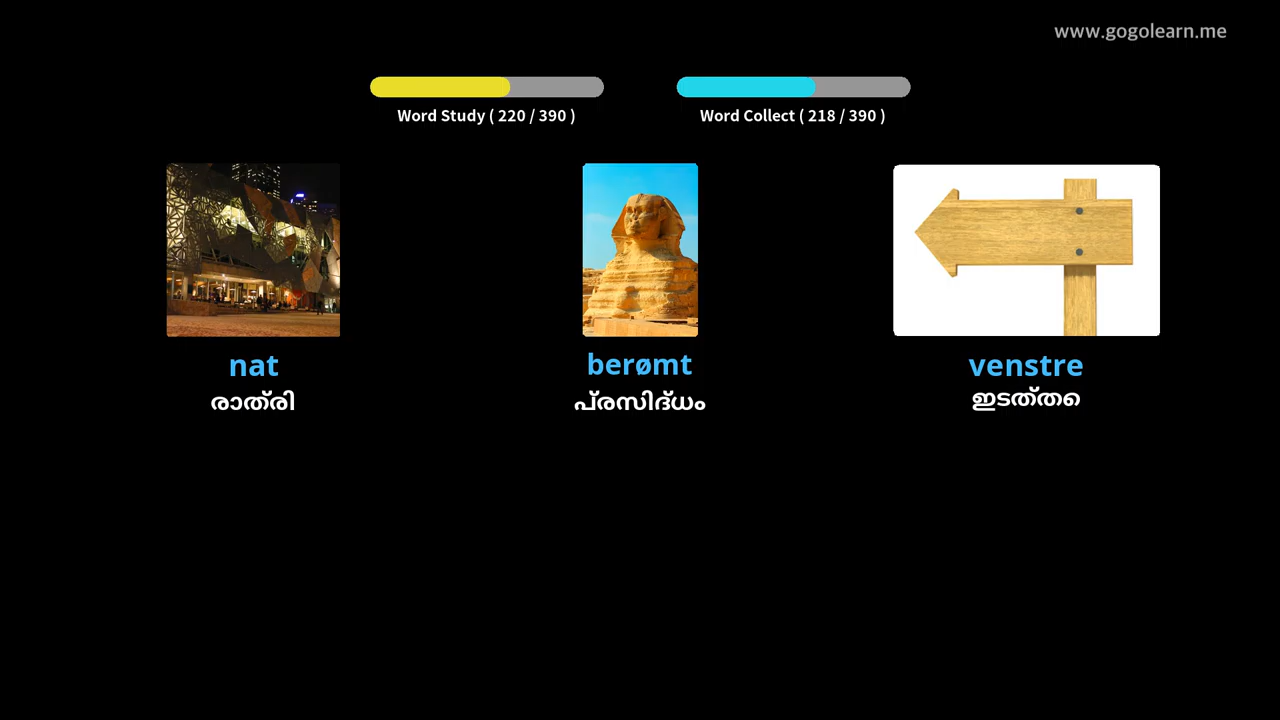 www.gogolearn.me
Word Study ( 220 / 390 )
Word Collect ( 218 / 390 )
nat
berømt
venstre
രാത്രി
പ്രസിദ്ധം
ഇടത്തെ